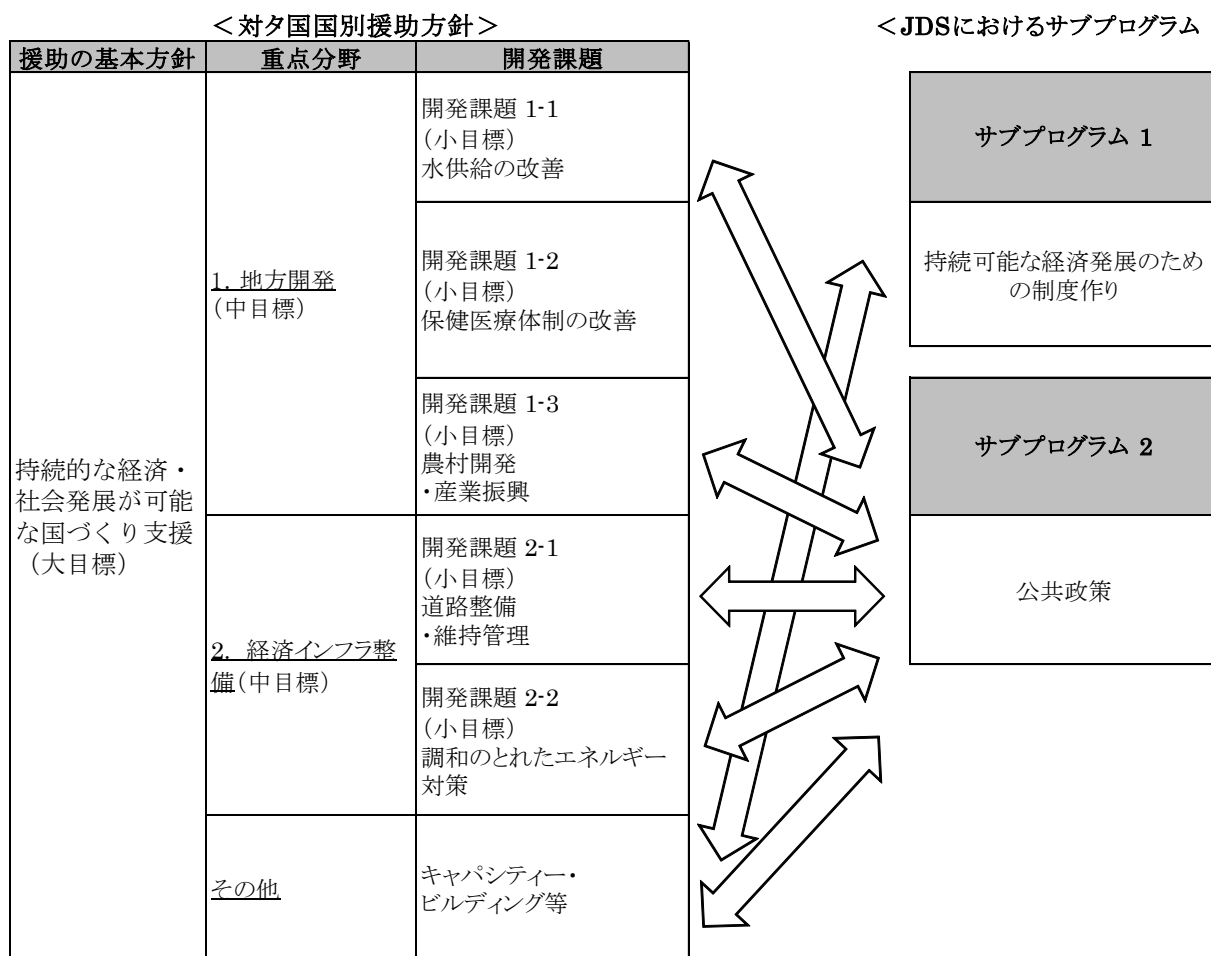 ＜対タ国国別援助方針＞
＜JDSにおけるサブプログラム
援助の基本方針
重点分野
開発課題
持続的な経済・
社会発展が可能
な国づくり支援
（大目標）
1. 地方開発
（中目標）
開発課題 1-1
（小目標）
水供給の改善
開発課題 1-2
（小目標）
保健医療体制の改善
開発課題 1-3
（小目標）
農村開発
・産業振興
2. 経済インフラ整
備（中目標）
開発課題 2-1
（小目標）
道路整備
・維持管理
開発課題 2-2
（小目標）
調和のとれたエネルギー
対策
その他
キャパシティー・
ビルディング等
サブプログラム 1
持続可能な経済発展のため
の制度作り
サブプログラム 2
公共政策